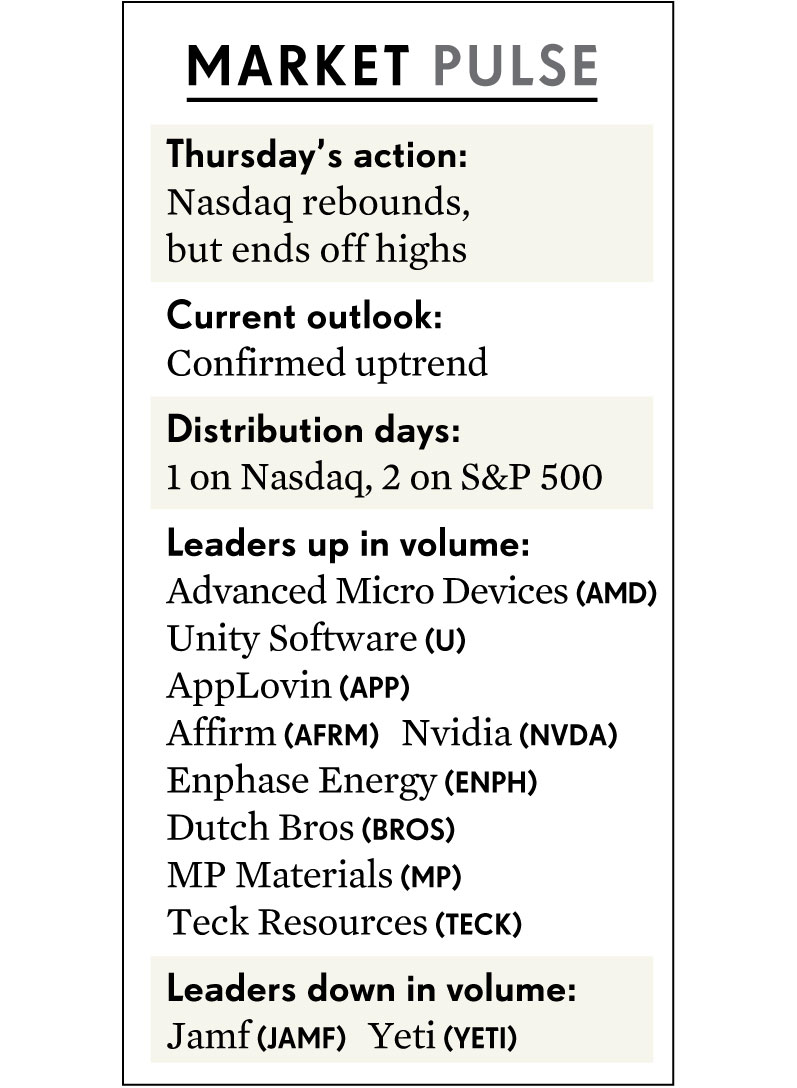 MARKET PULSE
Thursday’s action:
Nasdaq rebounds,
but ends off highs
Current outlook:
Confirmed uptrend
Distribution days:
1 on Nasdaq, 2 on S&P 500
Leaders up in volume:
Advanced Micro Devices (AMD)
Unity Software (U)
AppLovin (APP)
Affirm (AFRM) Nvidia (NVDA)
Enphase Energy (ENPH)
Dutch Bros (BROS)
MP Materials (MP)
Teck Resources (TECK)
Leaders down in volume:
Jamf (JAMF) Yeti (YETI)